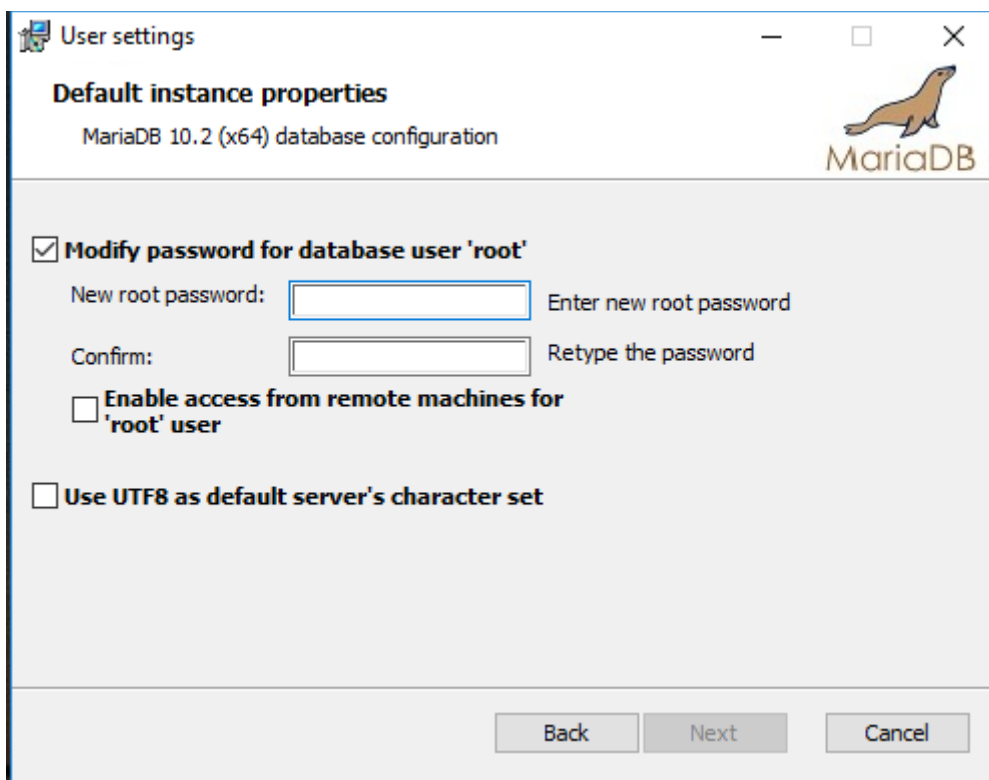 User settings
Default instance properties
MariaDB 10.2 (x64) database configuration
MariaDB
Modify password for database user 'root'
New root password:
Enter new root password
Confirm:
Retype the password
Enable access from remote machines for
'root' user
Use UTF8 as default server's character set
Back
Next
Cancel